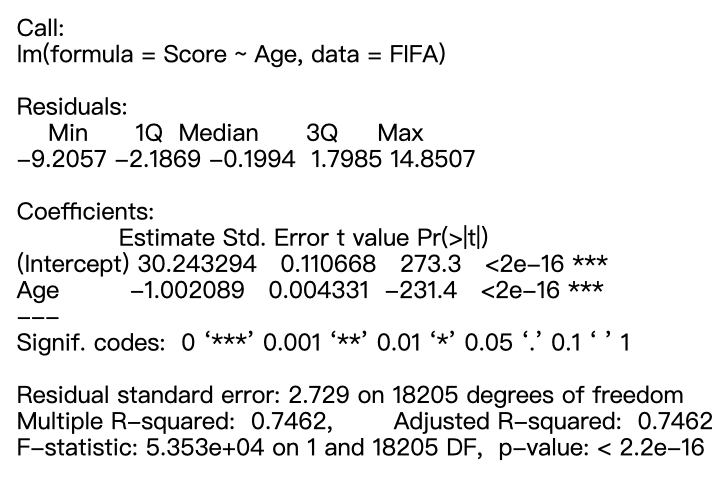 Call:
lm(formula = Score ~ Age, data = FIFA)
Residuals:
Min 1Q Median 3Q Max
−9.2057 −2.1869 −0.1994 1.7985 14.8507
Coefficients:
Estimate Std. Error t value Pr(>|t|)
(Intercept) 30.243294 0.110668 273.3 <2e−16 ***
Age −1.002089 0.004331 −231.4 <2e−16 ***
−−−
Signif. codes: 0 ‘***’ 0.001 ‘**’ 0.01 ‘*’ 0.05 ‘.’ 0.1 ‘ ’ 1
Residual standard error: 2.729 on 18205 degrees of freedom
Multiple R−squared: 0.7462, Adjusted R−squared: 0.7462
F−statistic: 5.353e+04 on 1 and 18205 DF, p−value: < 2.2e−16